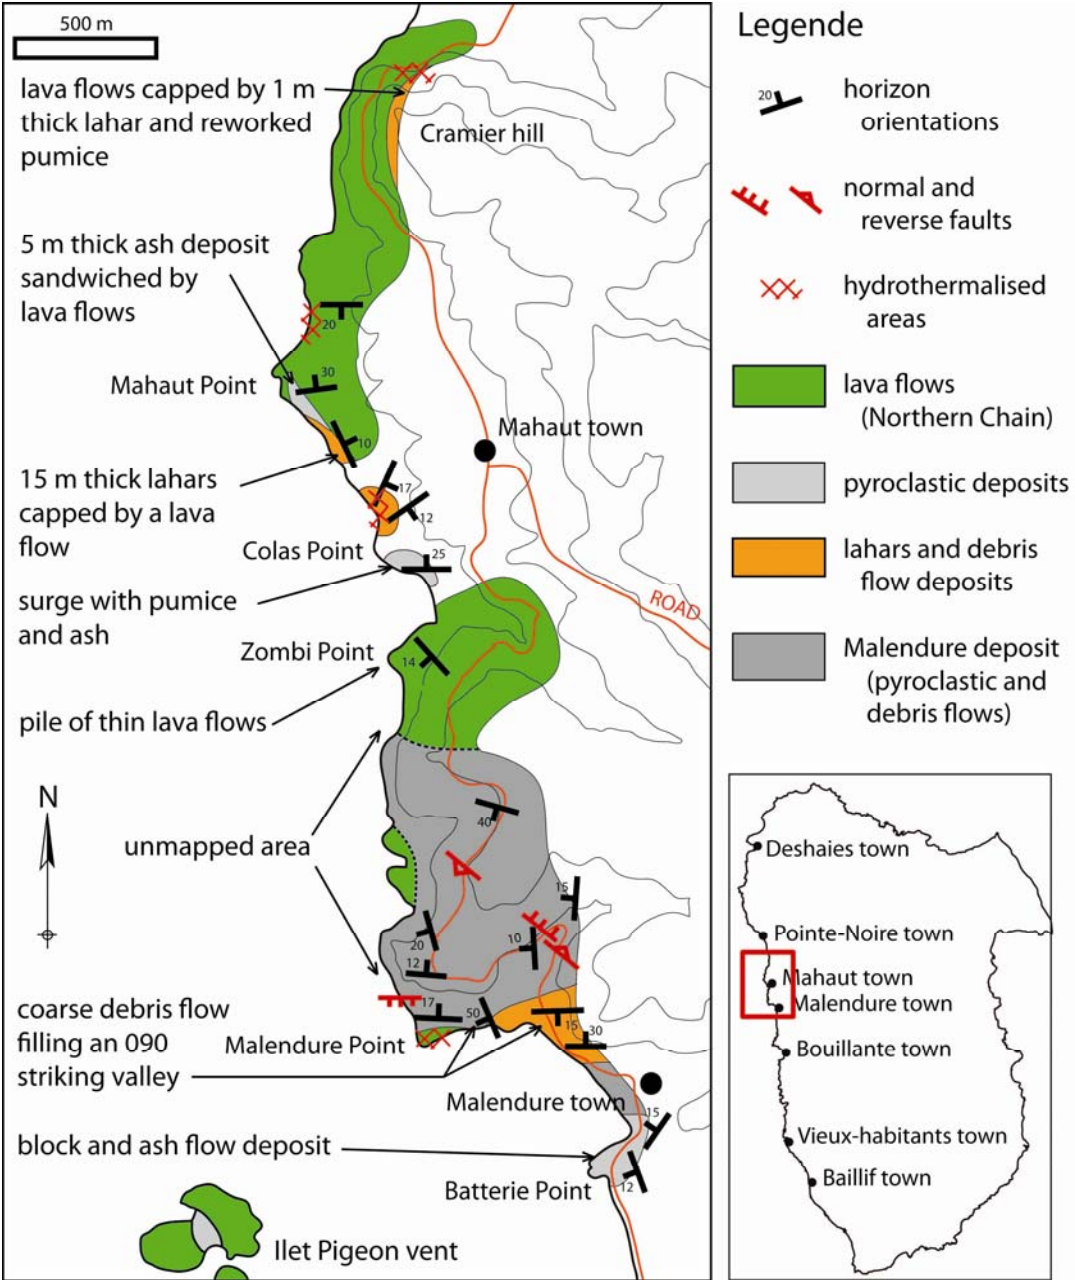 500 m
lava flows capped by 1 m
thick lahar and reworked
pumice
Cramier hill
5 m thick ash deposit
sandwiched by
lava flows
20
Mahaut Point
30
Mahaut town
10
15 m thick lahars
capped by a lava
flow
17
12
Colas Point
25
surge with pumice
and ash
ROAD
Zombi Point
14
pile of thin lava flows
N
40
unmapped area
15
20
10
12
coarse debris flow
filling an 090
striking valley
17
50
15
30
Malendure Point
Malendure town
15
block and ash flow deposit
12
Batterie Point
Ilet Pigeon vent
Legende
20
horizon
orientations
normal and
reverse faults
hydrothermalised
areas
lava flows
(Northern Chain)
pyroclastic deposits
lahars and debris
flow deposits
Malendure deposit
(pyroclastic and
debris flows)
Deshaies town
Pointe-Noire town
Mahaut town
Malendure town
Bouillante town
Vieux-habitants town
Baillif town